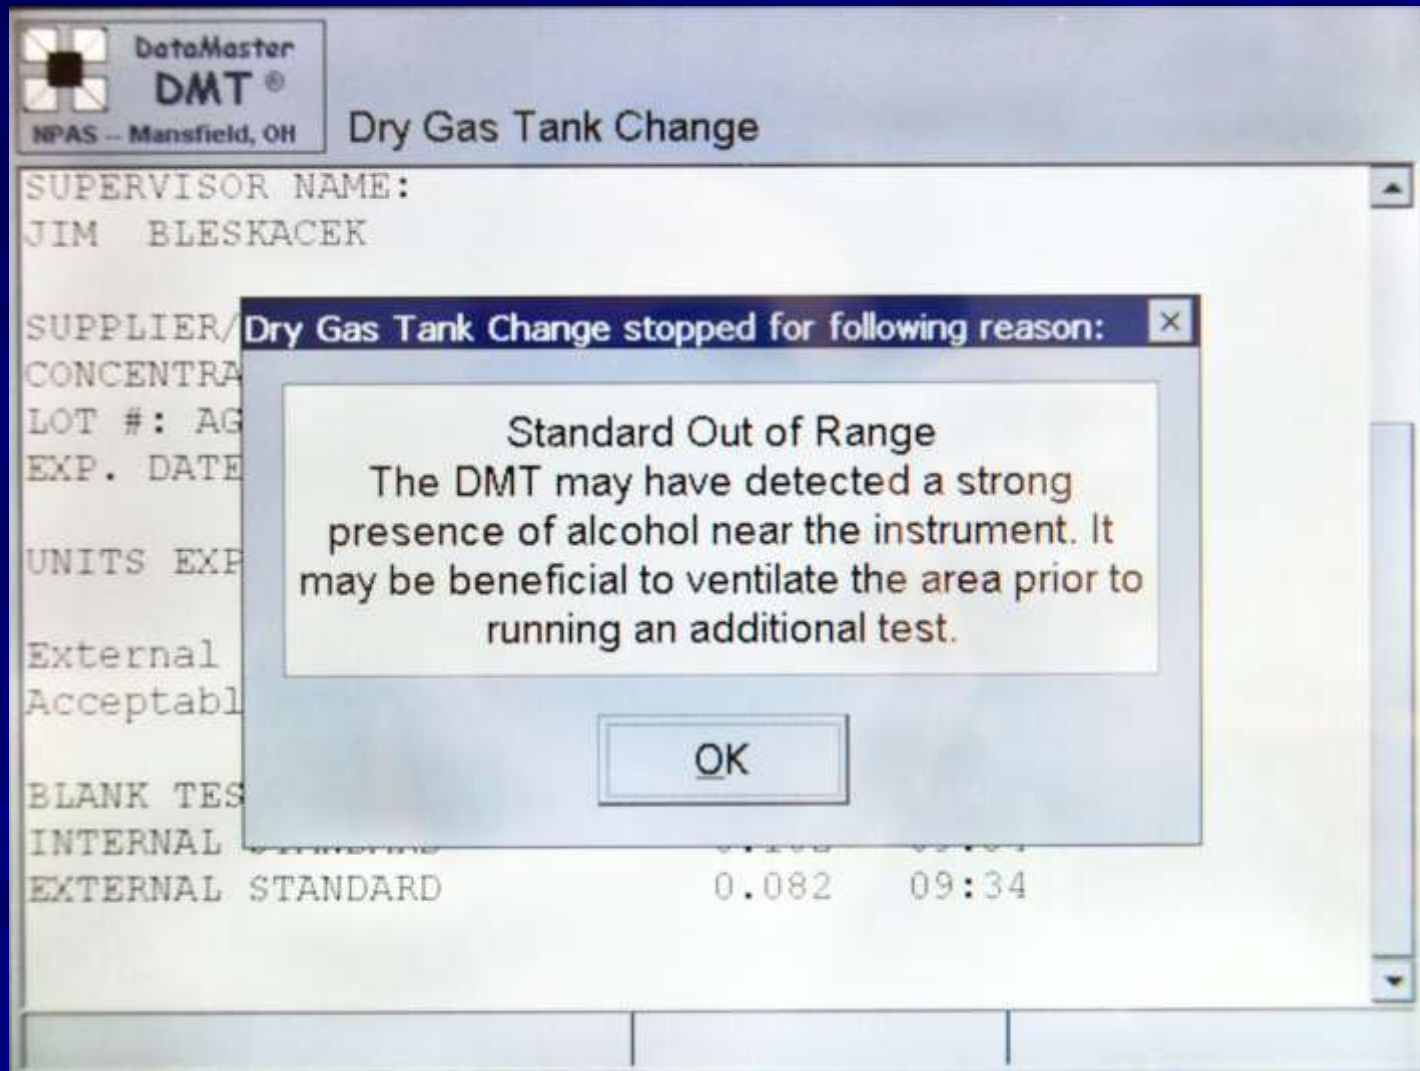 DataMaster
DMT ®
NPAS -- Mansfield, OH
Dry Gas Tank Change
SUPERVISOR NAME:
JIM BLESKACEK
SUPPLIER/
CONCENTRA
LOT #: AG
EXP. DATE
UNITS EXP
External
Acceptabl
BLANK TES
INTERNAL
EXTERNAL STANDARD 0.082 09:34
Dry Gas Tank Change stopped for following reason:
Standard Out of Range
The DMT may have detected a strong
presence of alcohol near the instrument. It
may be beneficial to ventilate the area prior to
running an additional test.
OK